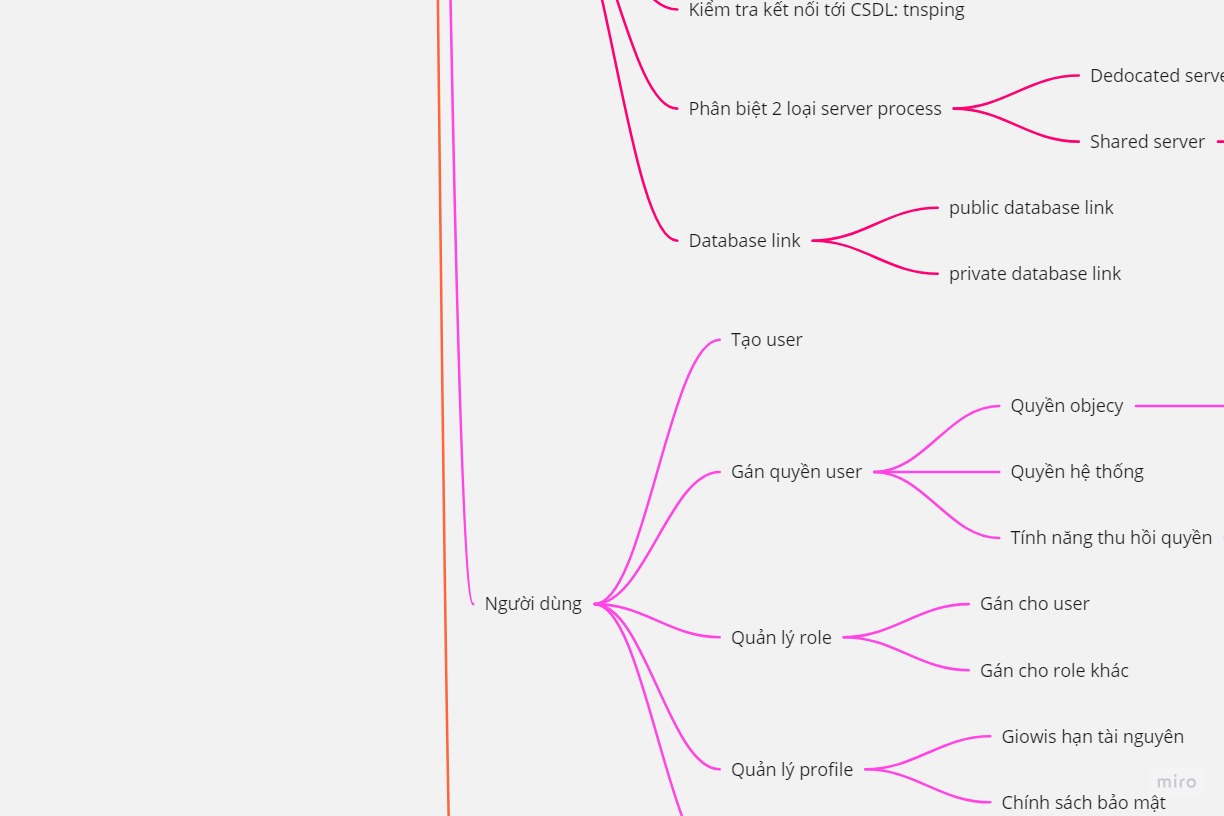 Kiểm tra kết nối tới CSDL: tnsping
Dedocated serve
Phân biệt 2 loại server process
Shared server
public database link
Database link
private database link
Tạo user
Quyền objecy
Gán quyền user
Quyền hệ thống
Tính năng thu hồi quyền
Người dùng
Gán cho user
Quản lý role
Gán cho role khác
Giowis hạn tài nguyên
Quản lý profile
Chính sách bảo mật
miro